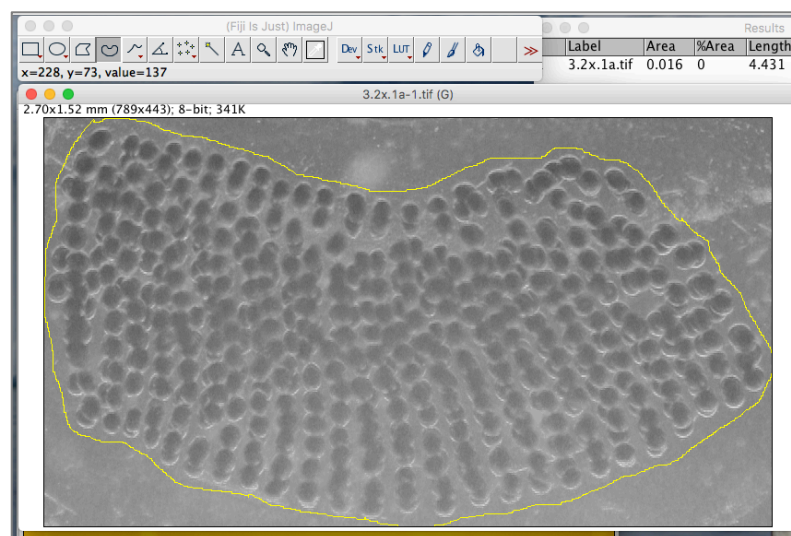 (Fiji Is Just) ImageJ
A Dev Stk LUT >>
x=228, y=73, value=137
Results
Label Area %Area Length
3.2x.1a.tif 0.016 0 4.431
3.2x.1a-1.tif (G)
2.70x1.52 mm (789x443); 8-bit; 341K